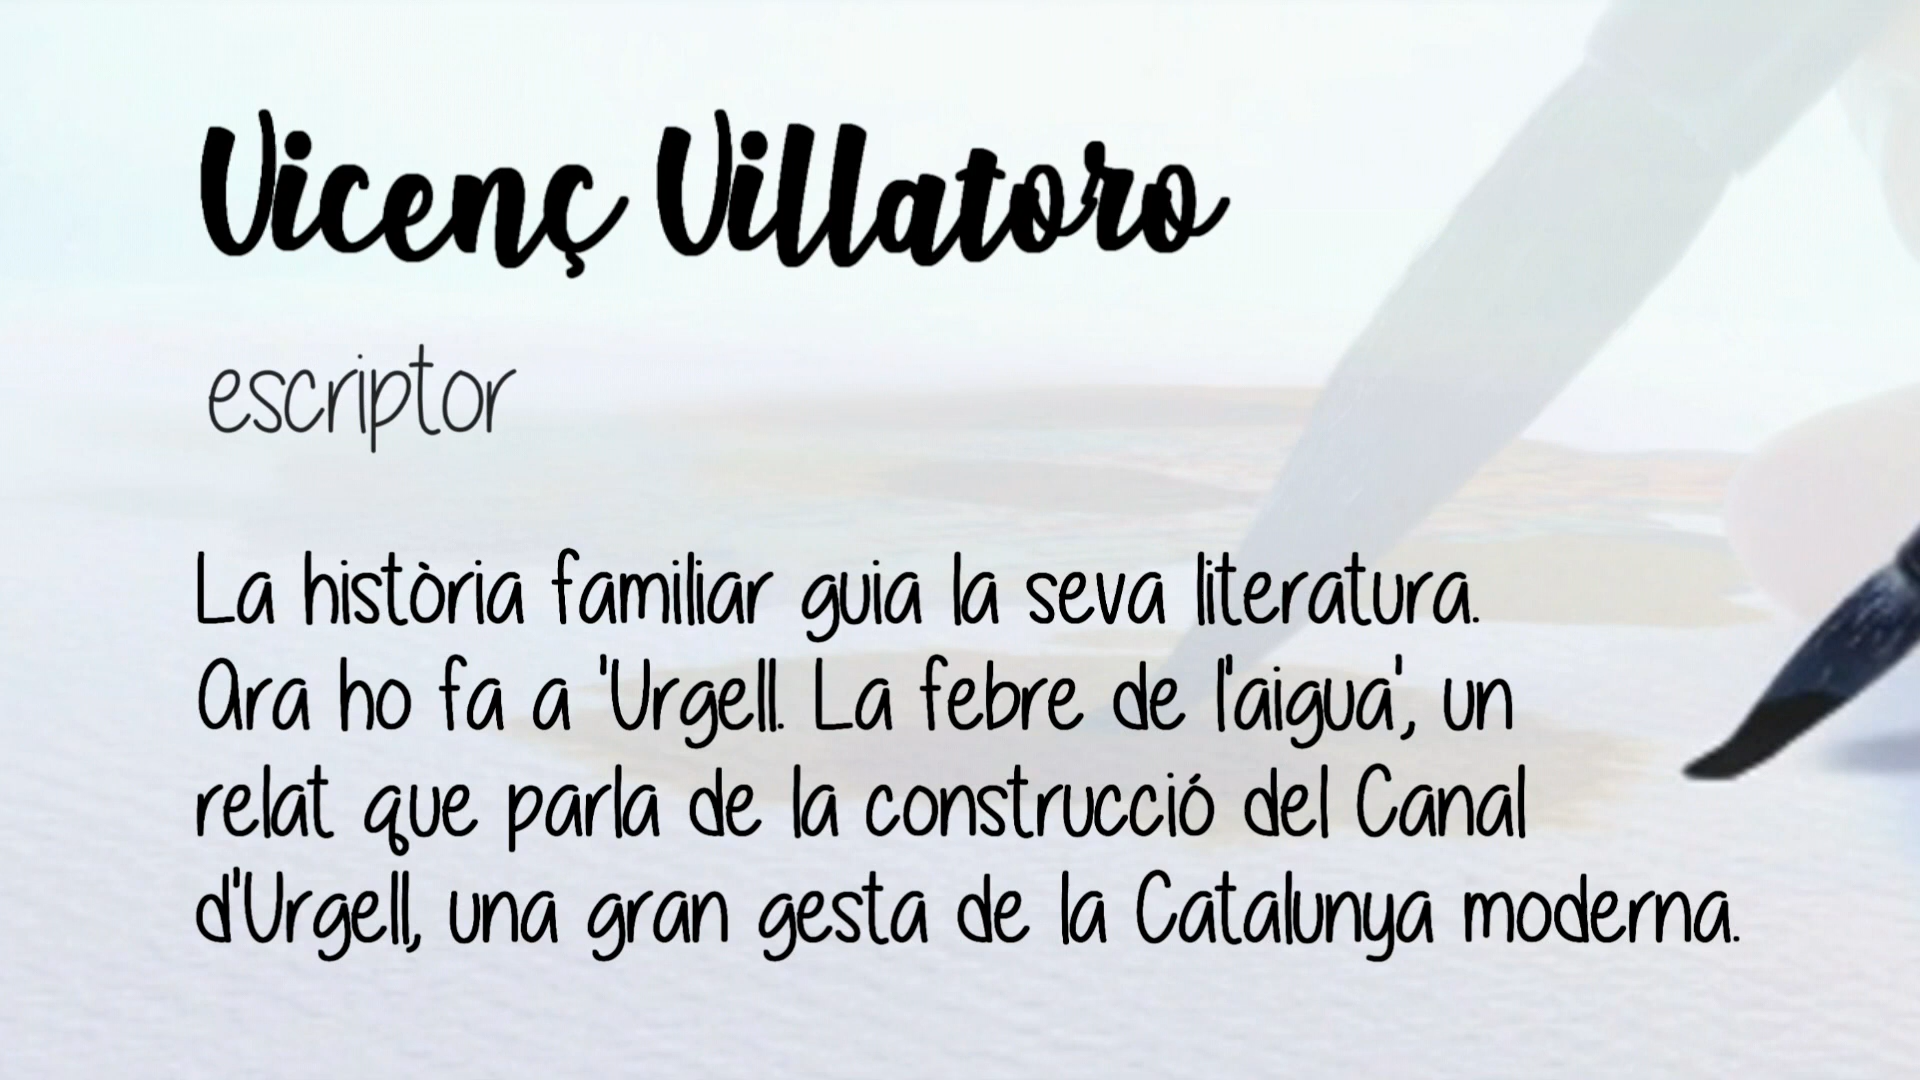 Vicenç Villatoro
escriptor
La història familiar guia la seva literatura.
Ara ho fa a 'Urgell. La febre de l'aigua', un
relat que parla de la construcció del Canal
d'Urgell, una gran gesta de la Catalunya moderna.